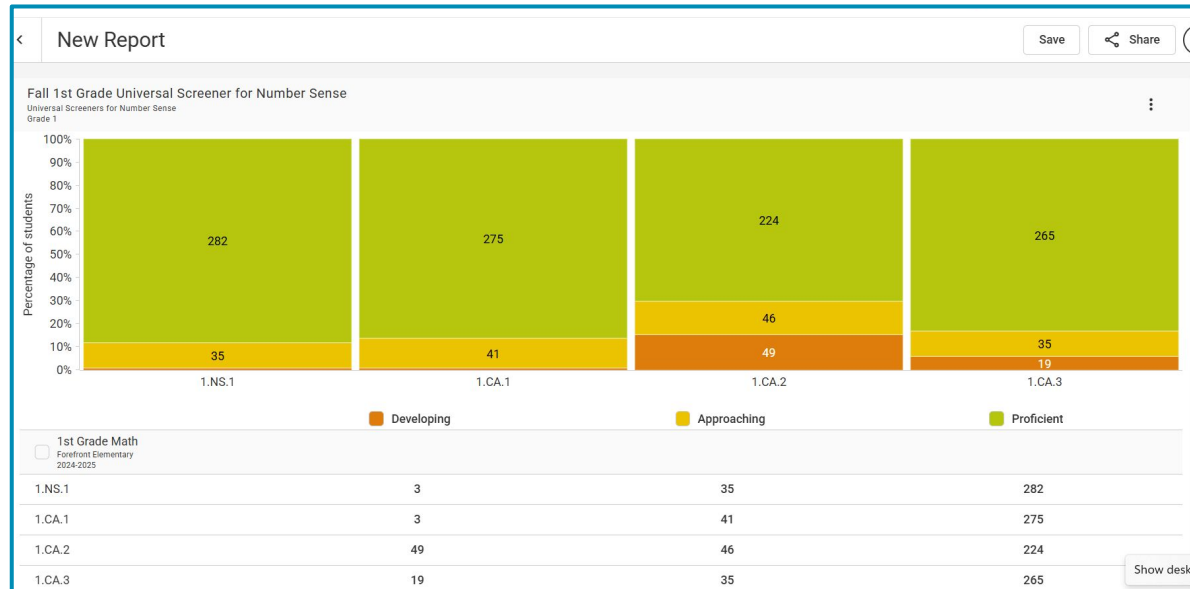 New Report
Save
Share
Fall 1st Grade Universal Screener for Number Sense
Universal Screeners for Number Sense
Grade 1
Percentage of students
100%
90%
80%
70%
60%
50%
40%
30%
20%
10%
0%
282
275
224
265
35
41
46
49
35
19
1.NS.1
1.CA.1
1.CA.2
1.CA.3
Developing
Approaching
Proficient
1st Grade Math
Forefront Elementary
2024-2025
1.NS.1 3 35 282
1.CA.1 3 41 275
1.CA.2 49 46 224
1.CA.3 19 35 265
Show desk